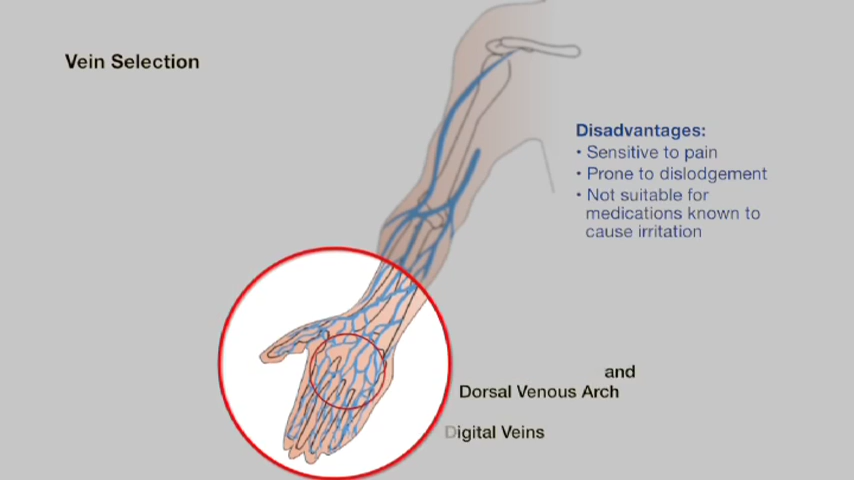 Vein Selection
Disadvantages:
• Sensitive to pain
• Prone to dislodgement
• Not suitable for
medications known to
cause irritation
and
Dorsal Venous Arch
Digital Veins